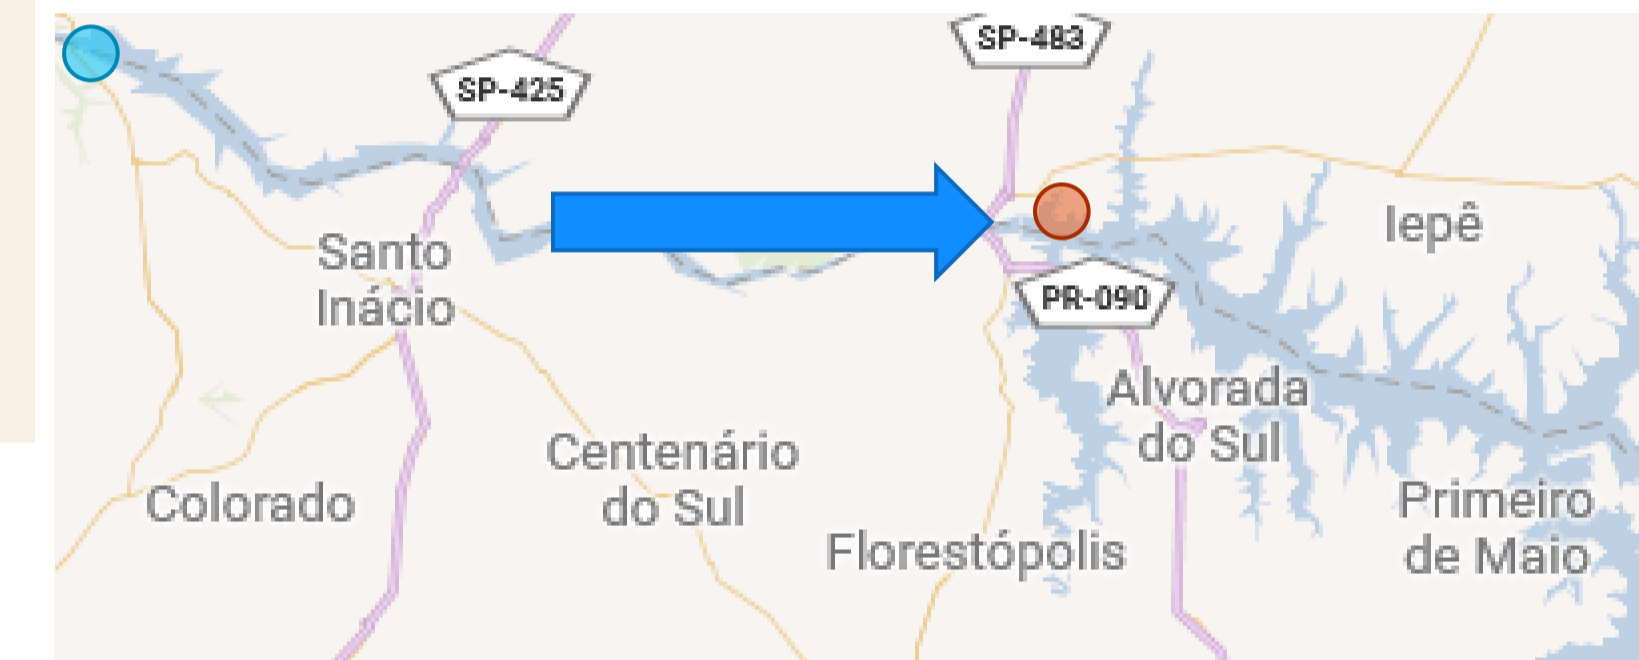 SP-483
SP-425
Iepê
Santo
Inácio
PR-090
Alvorada
do Sul
Centenário
do Sul
Colorado
Primeiro
de Maio
Florestópolis